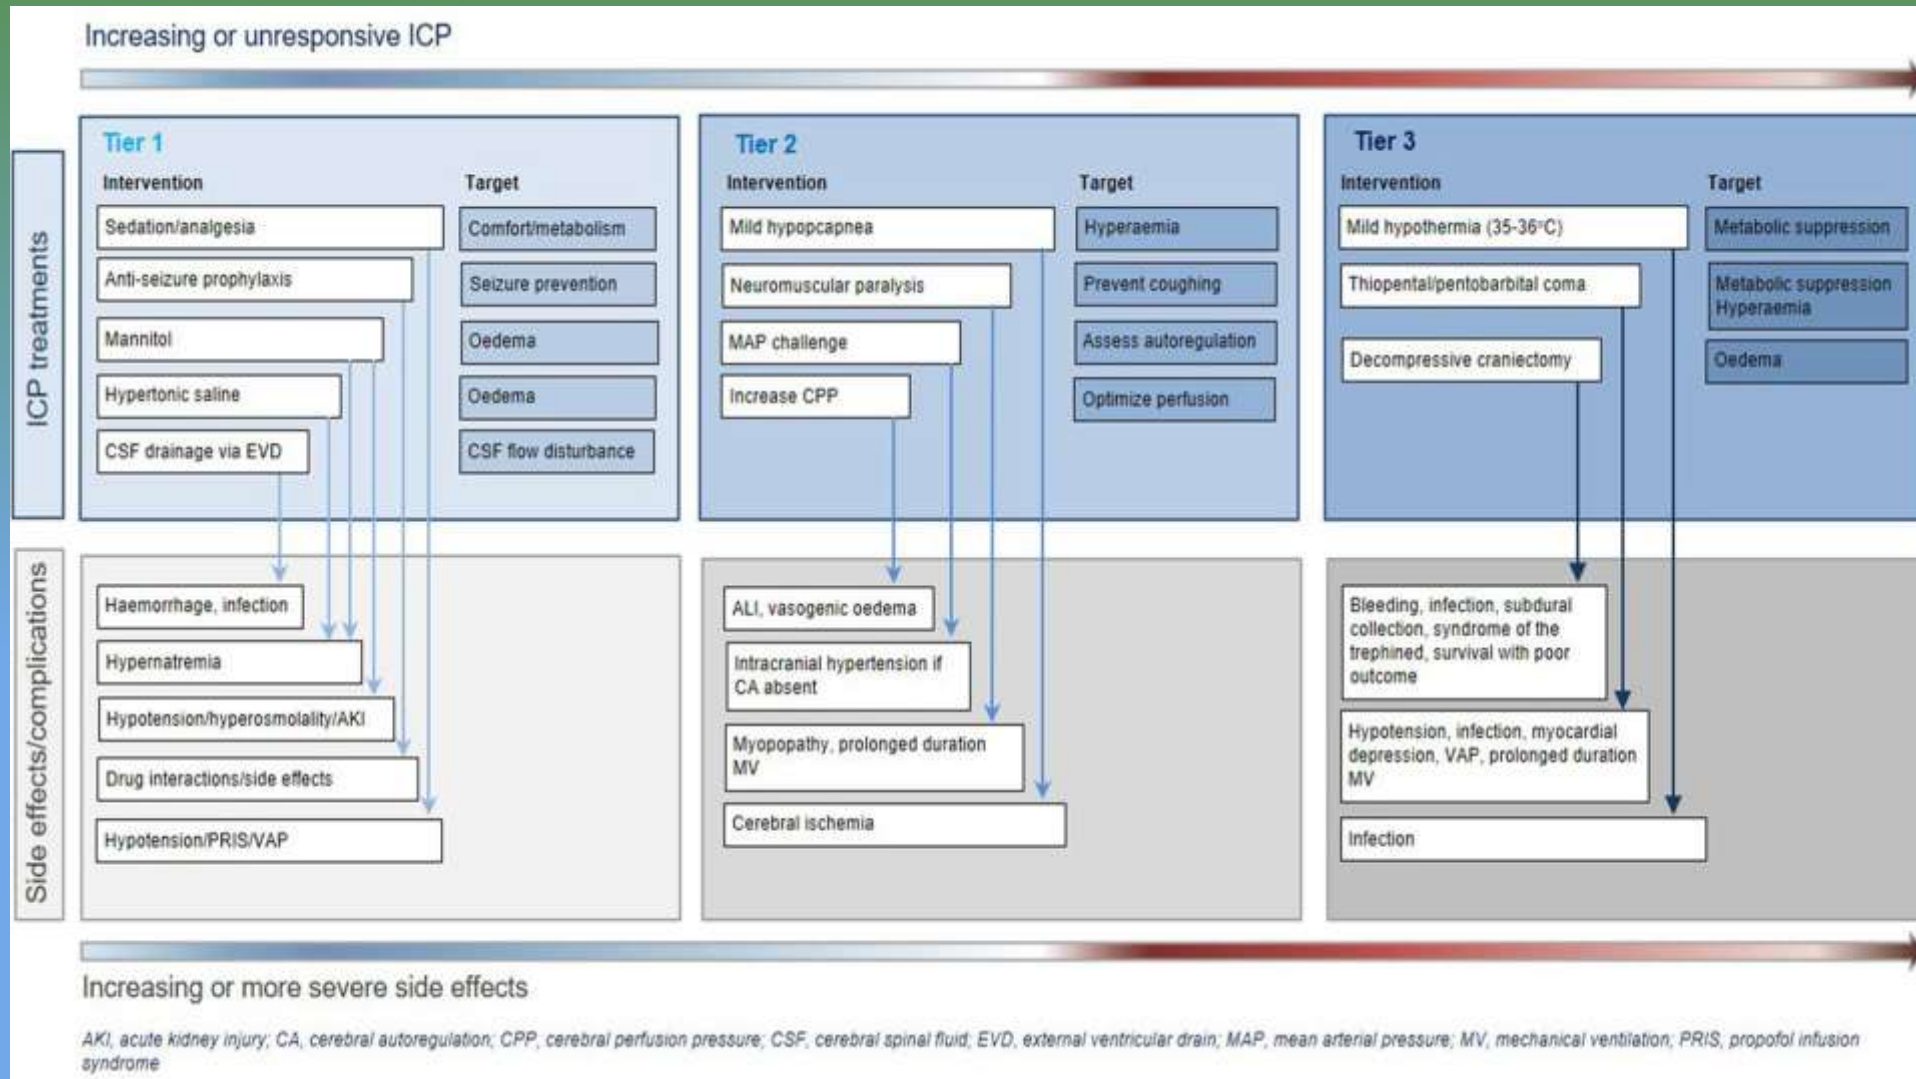 Increasing or unresponsive ICP
ICP treatments
Tier 1
Intervention
Target
Sedation/analgesia
Comfort/metabolism
Anti-seizure prophylaxis
Seizure prevention
Mannitol
Oedema
Hypertonic saline
Oedema
CSF drainage via EVD
CSF flow disturbance
Tier 2
Intervention
Target
Mild hypopcapnea
Hyperaemia
Neuromuscular paralysis
Prevent coughing
MAP challenge
Assess autoregulation
Increase CPP
Optimize perfusion
Tier 3
Intervention
Target
Mild hypothermia (35-36°C)
Metabolic suppression
Thiopental/pentobarbital coma
Metabolic suppression
Hyperaemia
Decompressive craniectomy
Oedema
Side effects/complications
Haemorrhage, infection
Hypernatremia
Hypotension/hyperosmolality/AKI
Drug interactions/side effects
Hypotension/PRIS/VAP
ALI, vasogenic oedema
Intracranial hypertension if
CA absent
Myopopathy, prolonged duration
MV
Cerebral ischemia
Bleeding, infection, subdural
collection, syndrome of the
trephined, survival with poor
outcome
Hypotension, infection, myocardial
depression, VAP, prolonged duration
MV
Infection
Increasing or more severe side effects
AKI, acute kidney injury; CA, cerebral autoregulation; CPP, cerebral perfusion pressure; CSF, cerebral spinal fluid; EVD, external ventricular drain; MAP, mean arterial pressure; MV, mechanical ventilation; PRIS, propofol infusion
syndrome